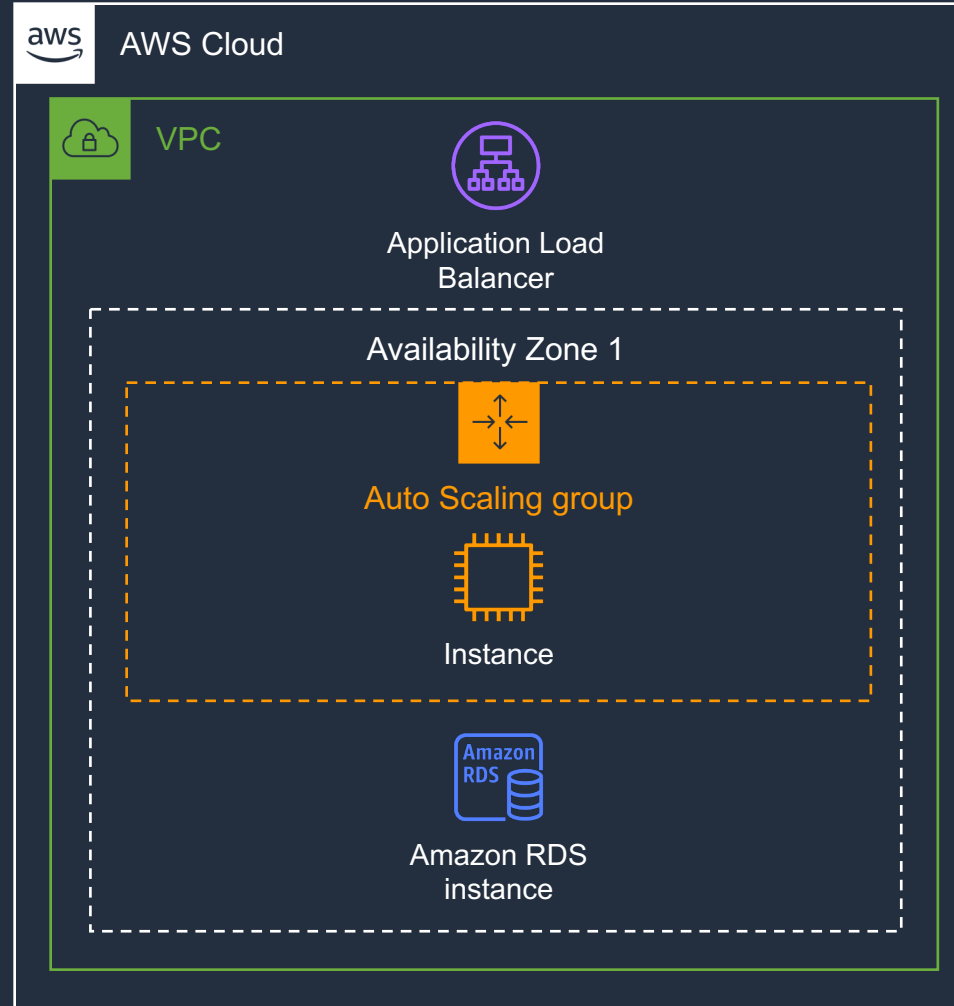 aws
AWS Cloud
VPC
Application Load
Balancer
Availability Zone 1
Auto Scaling group
Instance
Amazon
RDS
Amazon RDS
instance